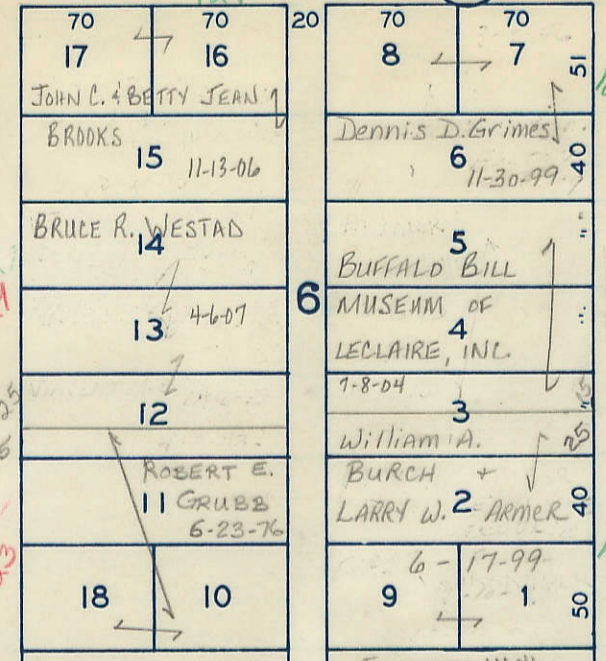 70 70
17 16
JOHN C. & BETTY JEAN
BROOKS
15 11-13-06
BRUCE R. WESTAD
14
13 4-6-07
12
ROBERT E.
11 GRUBB
6-23-76
18 10
20
6
70 70
8 7 51
Dennis D. Grimes
6 40
11-30-99
5
BUFFALO BILL
MUSEUM OF
4
LECLAIRE, INC.
7-8-04
3
William A. 25
BURCH +
LARRY W. 2 ARMER 40
6-17-99
9 1 50